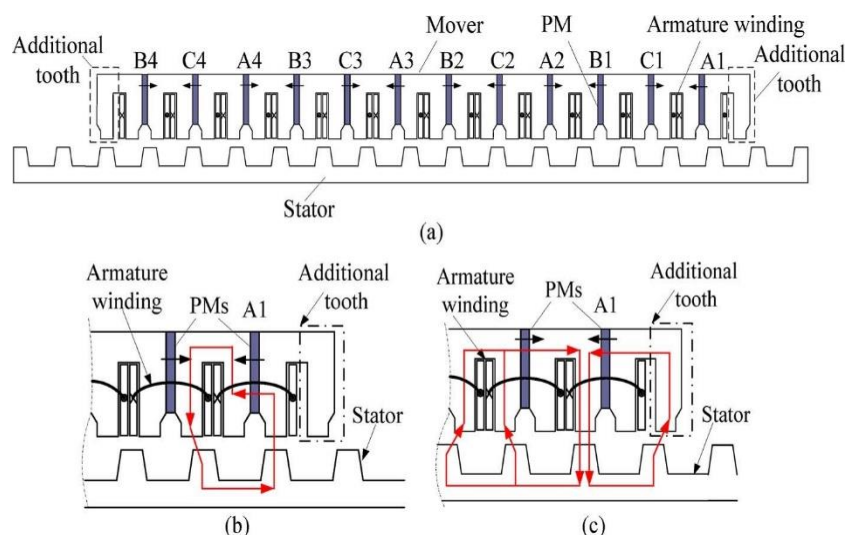 Additional
tooth
B4 C4 A4 B3 C3 A3 B2 C2 A2 B1 C1 A1
Mover
PM
Armature winding
Additional
tooth
Stator
(a)
Armature
winding
PMs
A1
Additional
tooth
Stator
(b)
Armature
winding
PMs
A1
Additional
tooth
Stator
(c)